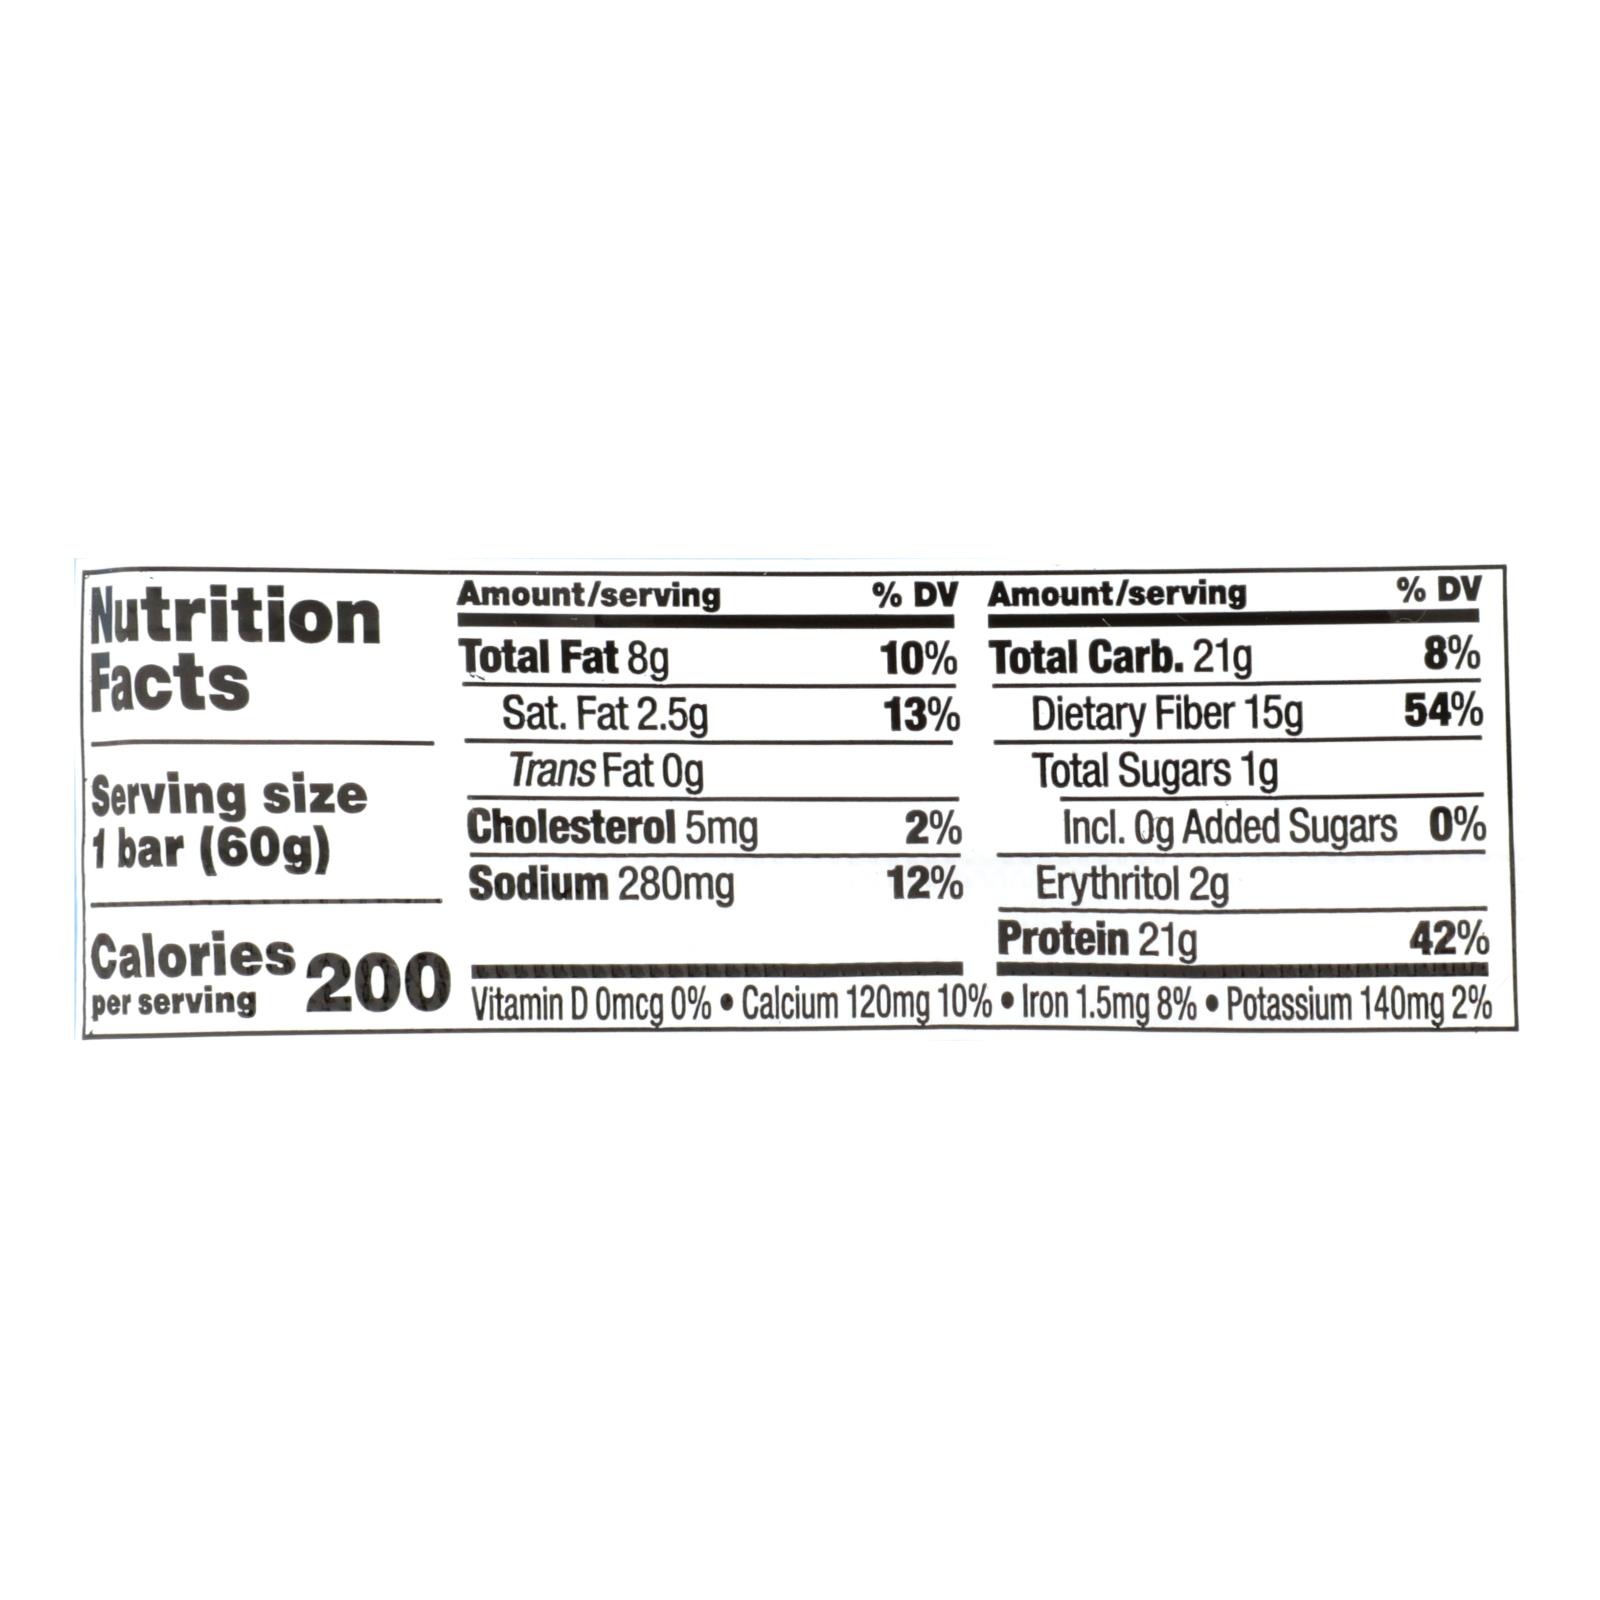 Nutrition
Facts
Serving size
1 bar (60g)
Calories 200
per serving
Amount/serving % DV
Total Fat 8g 10%
Sat. Fat 2.5g 13%
Trans Fat 0g
Cholesterol 5mg 2%
Sodium 280mg 12%
Amount/serving % DV
Total Carb. 21g 8%
Dietary Fiber 15g 54%
Total Sugars 1g
Incl. 0g Added Sugars 0%
Erythritol 2g
Protein 21g 42%
Vitamin D 0mcg 0% • Calcium 120mg 10% • Iron 1.5mg 8% • Potassium 140mg 2%